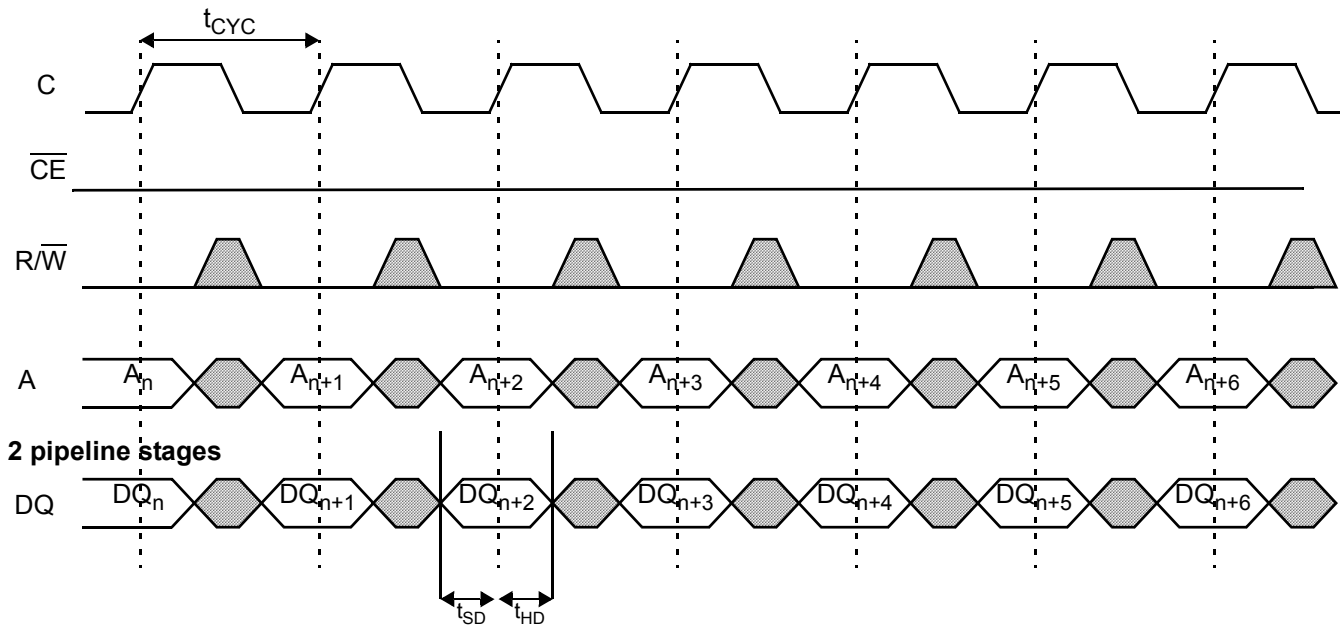 tCYC
C
CE
R/W
A
An An+1 An+2 An+3 An+4 An+5 An+6
2 pipeline stages
DQ
DQn DQn+1 DQn+2 DQn+3 DQn+4 DQn+5 DQn+6
tSD tHD